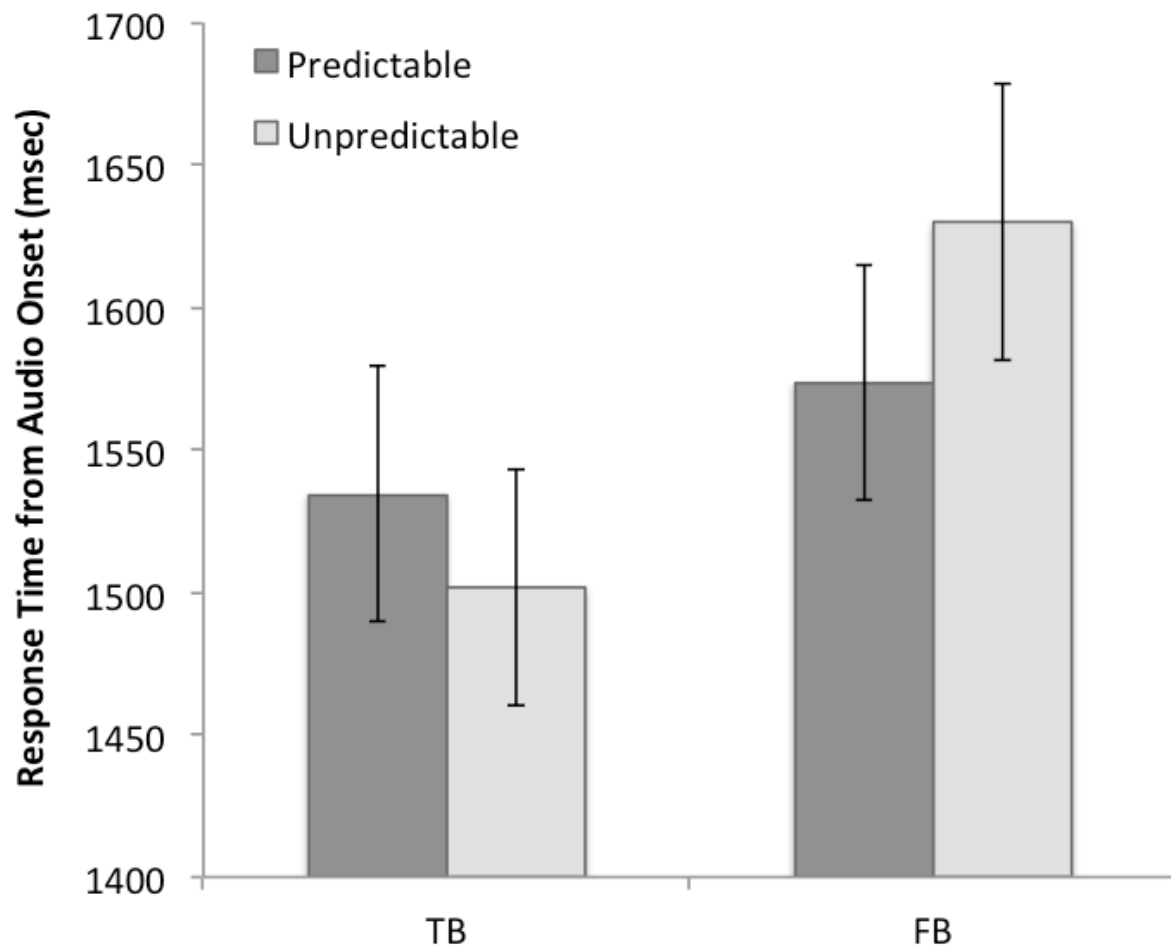 Response Time from Audio Onset (msec)
1700
1650
1600
1550
1500
1450
1400
Predictable
Unpredictable
TB
FB